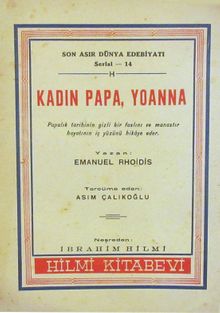 SON ASIR DÜNYA EDEBİYATI
Serisi - 14
H
KADIN PAPA, YOANNA
Papalık tarihinin gizli bir faslını ve manastır
hayatının iç yüzünü hikâye eder.
Yazan:
EMANUEL RHOİDİS
Tercüme eden:
ASIM ÇALIKOĞLU
Neşreden:
İBRAHİM HİLMİ
HİLMİ KİTABEVİ